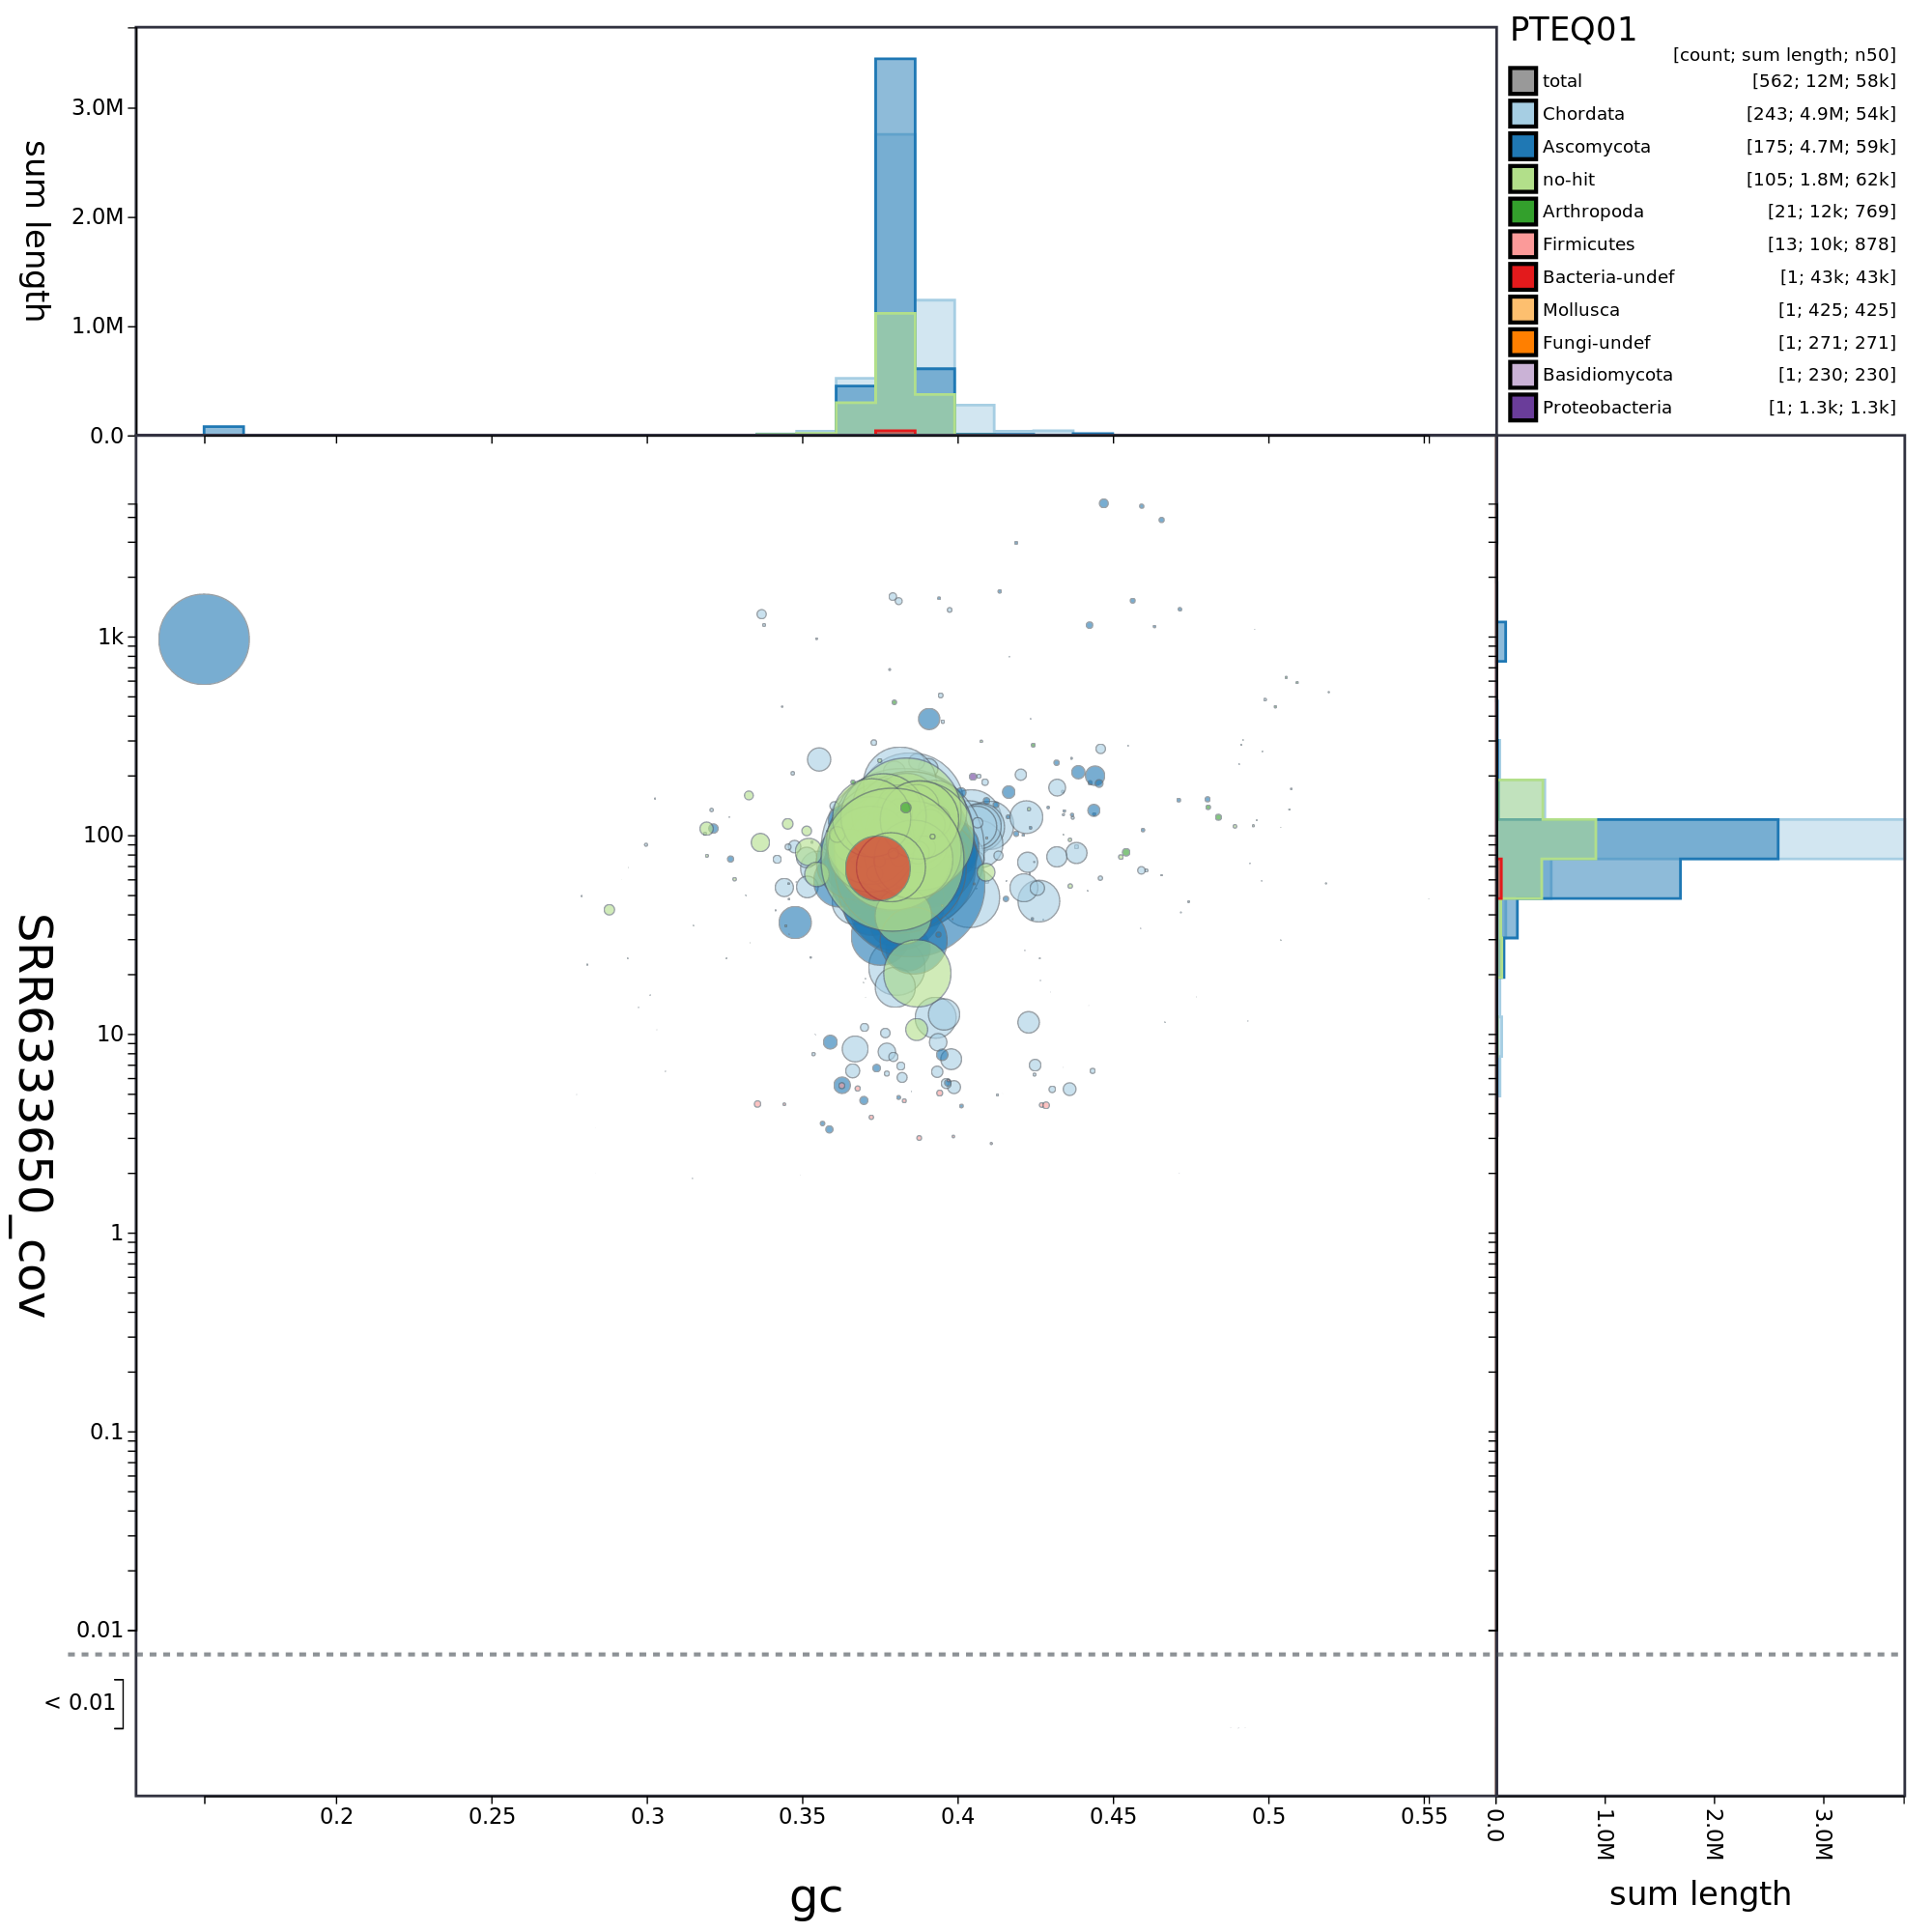 PTEQ01
[count; sum length; n50]
total [562; 12M; 58k]
Chordata [243; 4.9M; 54k]
Ascomycota [175; 4.7M; 59k]
no-hit [105; 1.8M; 62k]
Arthropoda [21; 12k; 769]
Firmicutes [13; 10k; 878]
Bacteria-undef [1; 43k; 43k]
Mollusca [1; 425; 425]
Fungi-undef [1; 271; 271]
Basidiomycota [1; 230; 230]
Proteobacteria [1; 1.3k; 1.3k]
sum length
3.0M
2.0M
1.0M
0.0
SRR6333650_cov
1k
100
10
1
0.1
0.01
< 0.01
0.2 0.25 0.3 0.35 0.4 0.45 0.5 0.55
gc
0.0 1.0M 2.0M 3.0M
sum length